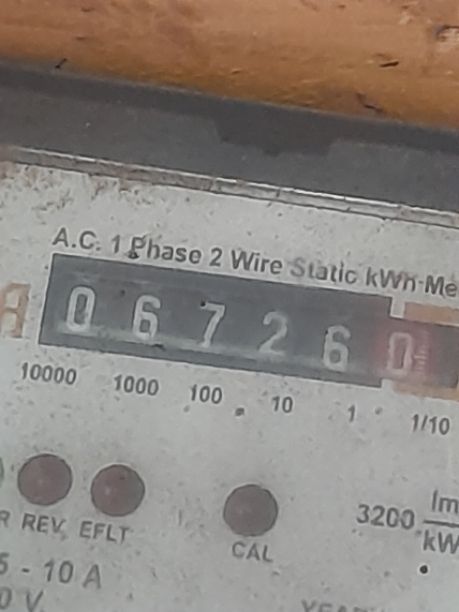 A.C. 1 Phase 2 Wire Static kWh-Me
0 6 7 2 6 0
10000 1000 100 10 1 1/10
R REV EFLT CAL
3200 Im
kW
5 - 10 A
0 V